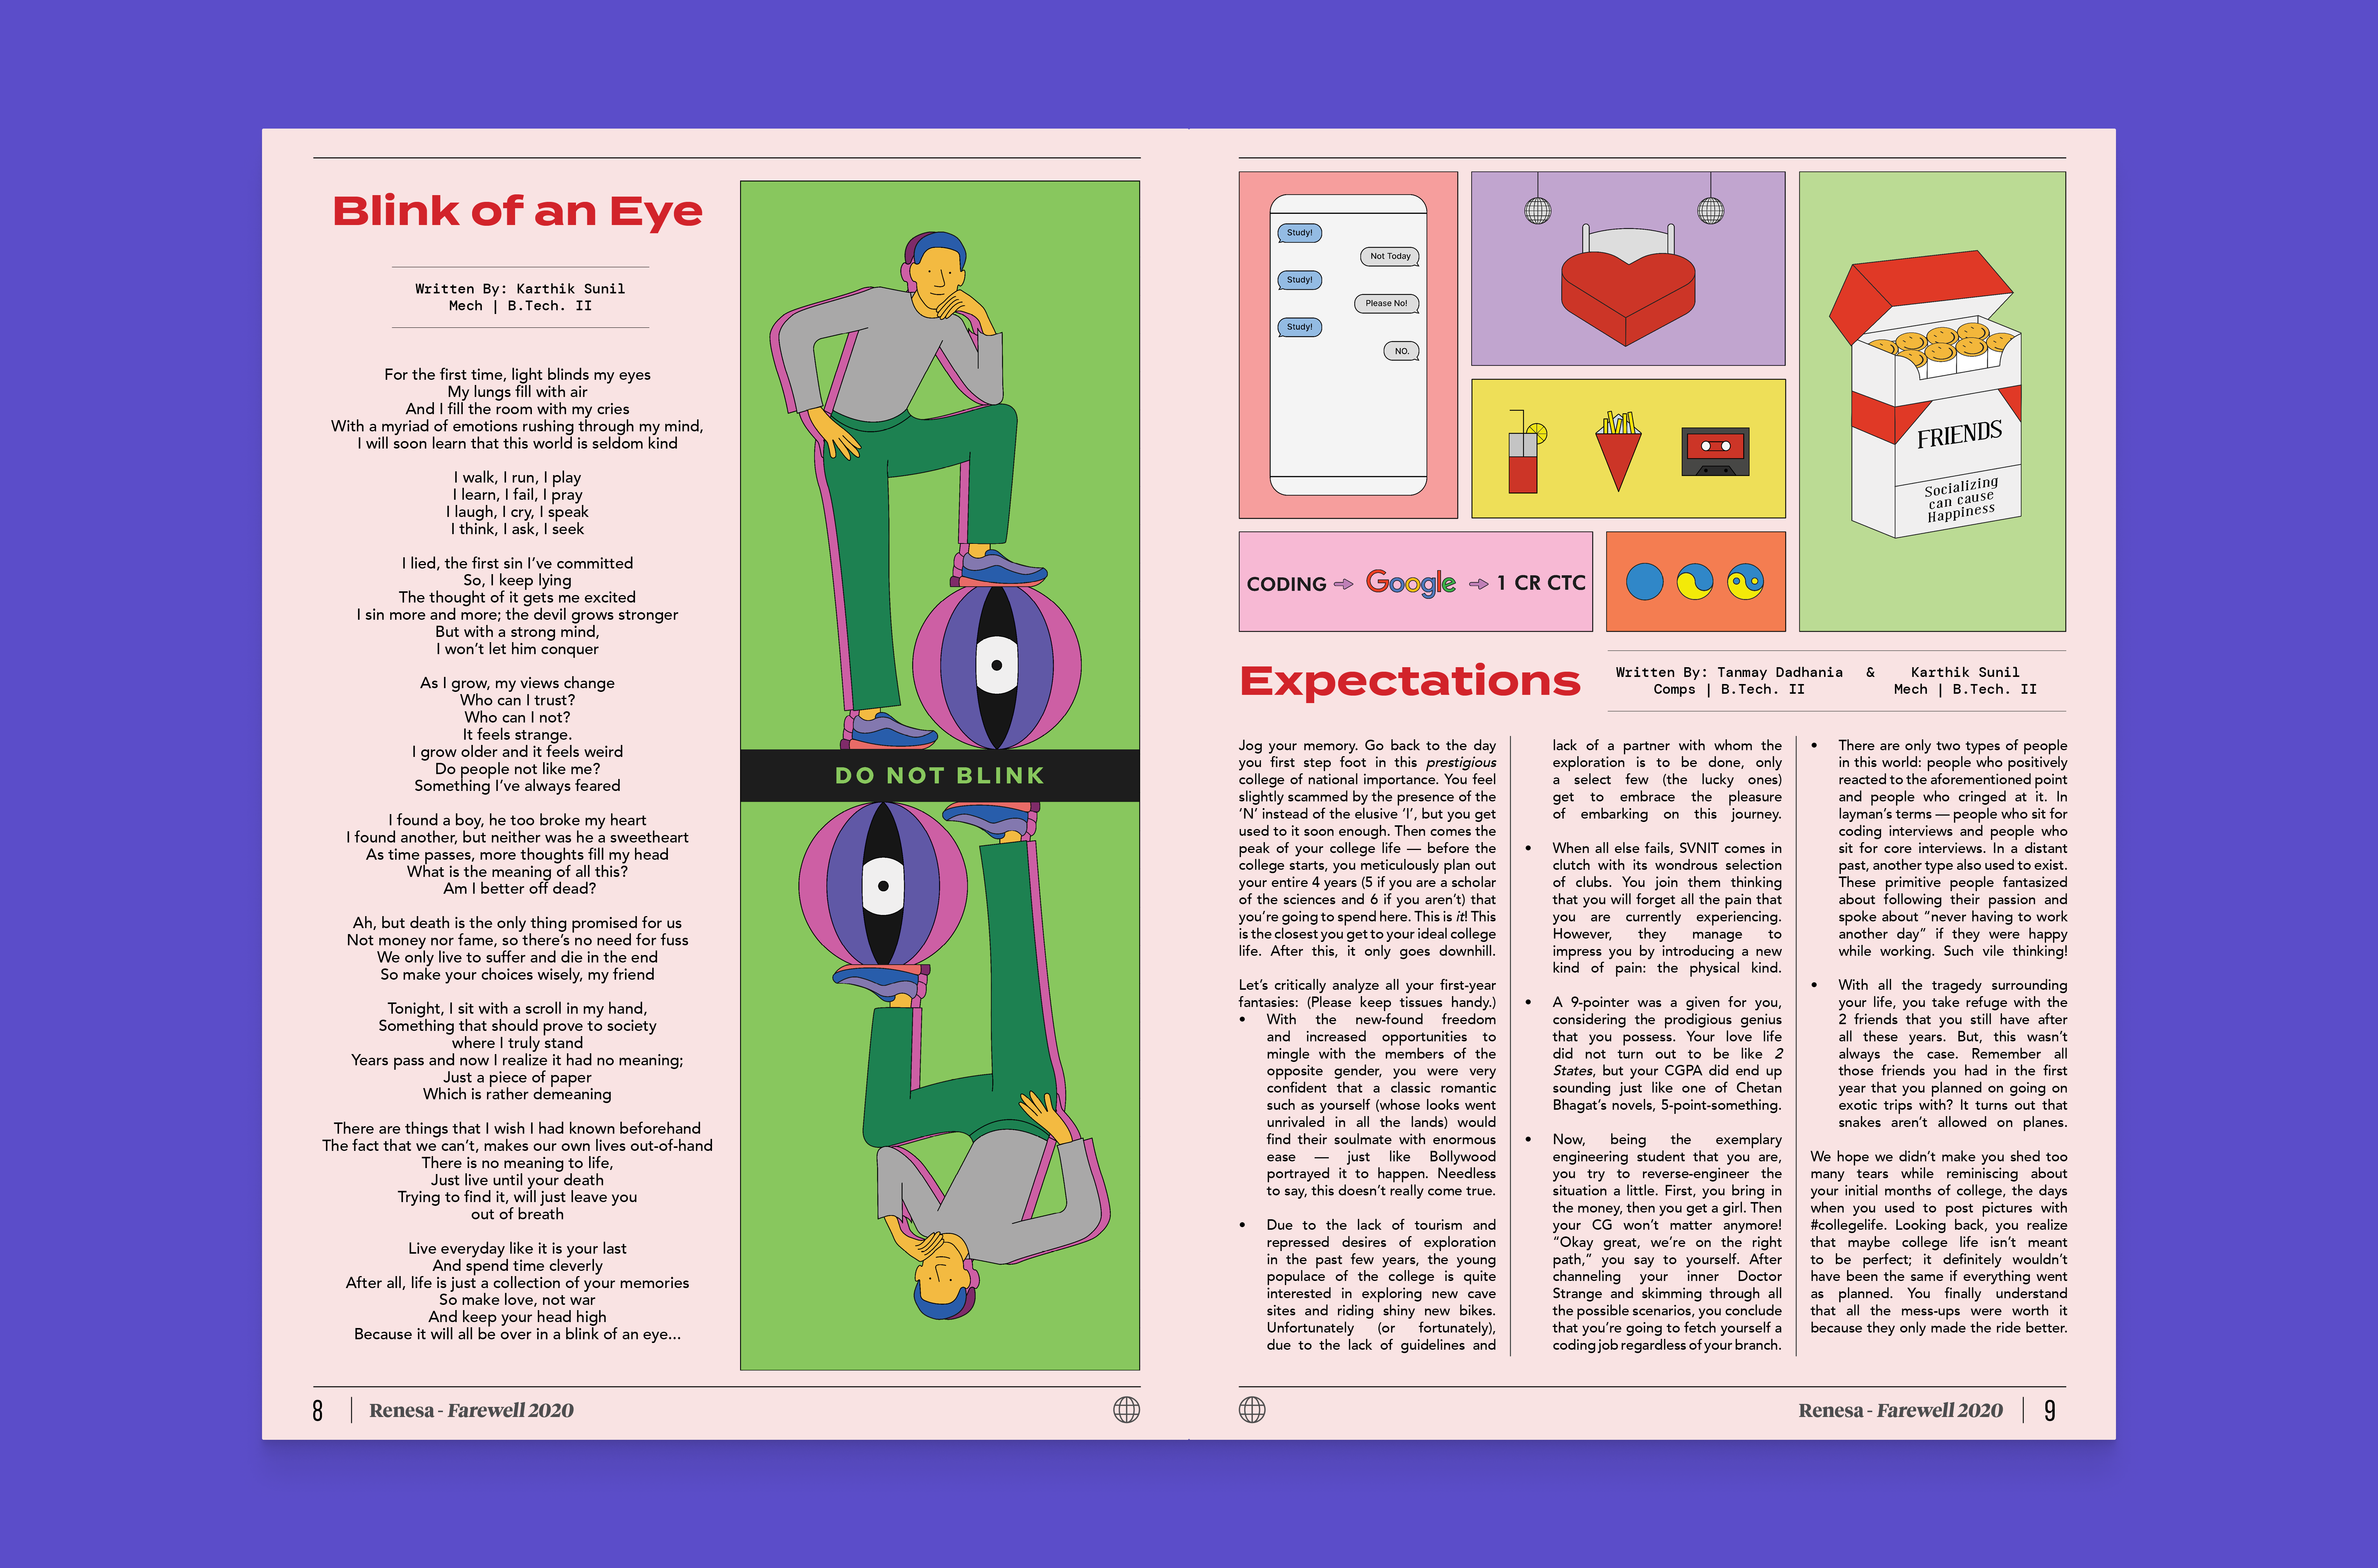 Blink of an Eye
Written By: Karthik Sunil
Mech | B.Tech. II
For the first time, light blinds my eyes
My lungs fill with air
And I fill the room with my cries
With a myriad of emotions rushing through my mind,
I will soon learn that this world is seldom kind
I walk, I run, I play
I learn, I fail, I pray
I laugh, I cry, I speak
I think, I ask, I seek
I lied, the first sin I've committed
So, I keep lying
The thought of it gets me excited
I sin more and more; the devil grows stronger
But with a strong mind,
I won't let him conquer
As I grow, my views change
Who can I trust?
Who can I not?
It feels strange.
I grow older and it feels weird
Do people not like me?
Something I've always feared
I found a boy, he too broke my heart
I found another, but neither was he a sweetheart
As time passes, more thoughts fill my head
What is the meaning of all this?
Am I better off dead?
Ah, but death is the only thing promised for us
Not money nor fame, so there's no need for fuss
We only live to suffer and die in the end
So make your choices wisely, my friend
Tonight, I sit with a scroll in my hand,
Something that should prove to society
where I truly stand
Years pass and now I realize it had no meaning;
Just a piece of paper
Which is rather demeaning
There are things that I wish I had known beforehand
The fact that we can't, makes our own lives out-of-hand
There is no meaning to life,
Just live until your death
Trying to find it, will just leave you
out of breath
Live everyday like it is your last
And spend time cleverly
After all, life is just a collection of your memories
So make love, not war
And keep your head high
Because it will all be over in a blink of an eye...
DO NOT BLINK
8 | Renesa - Farewell 2020
Study!
Not Today
Study!
Please No!
Study!
NO.
FRIENDS
Socializing
can cause
Happiness
CODING → Google → 1 CR CTC
Expectations
Written By: Tanmay Dadhania & Karthik Sunil
Comps | B.Tech. II Mech | B.Tech. II
Jog your memory. Go back to the day
you first step foot in this prestigious
college of national importance. You feel
slightly scammed by the presence of the
'N' instead of the elusive 'I', but you get
used to it soon enough. Then comes the
peak of your college life — before the
college starts, you meticulously plan out
your entire 4 years (5 if you are a scholar
of the sciences and 6 if you aren't) that
you're going to spend here. This is it! This
is the closest you get to your ideal college
life. After this, it only goes downhill.
Let's critically analyze all your first-year
fantasies: (Please keep tissues handy.)
• With the new-found freedom
and increased opportunities to
mingle with the members of the
opposite gender, you were very
confident that a classic romantic
such as yourself (whose looks went
unrivaled in all the lands) would
find their soulmate with enormous
ease — just like Bollywood
portrayed it to happen. Needless
to say, this doesn't really come true.
• Due to the lack of tourism and
repressed desires of exploration
in the past few years, the young
populace of the college is quite
interested in exploring new cave
sites and riding shiny new bikes.
Unfortunately (or fortunately),
due to the lack of guidelines and
lack of a partner with whom the
exploration is to be done, only
a select few (the lucky ones)
get to embrace the pleasure
of embarking on this journey.
• When all else fails, SVNIT comes in
clutch with its wondrous selection
of clubs. You join them thinking
that you will forget all the pain that
you are currently experiencing.
However, they manage to
impress you by introducing a new
kind of pain: the physical kind.
• A 9-pointer was a given for you,
considering the prodigious genius
that you possess. Your love life
did not turn out to be like 2
States, but your CGPA did end up
sounding just like one of Chetan
Bhagat's novels, 5-point-something.
• Now, being the exemplary
engineering student that you are,
you try to reverse-engineer the
situation a little. First, you bring in
the money, then you get a girl. Then
your CG won't matter anymore!
"Okay great, we're on the right
path," you say to yourself. After
channeling your inner Doctor
Strange and skimming through all
the possible scenarios, you conclude
that you're going to fetch yourself a
coding job regardless of your branch.
• There are only two types of people
in this world: people who positively
reacted to the aforementioned point
and people who cringed at it. In
layman's terms — people who sit for
coding interviews and people who
sit for core interviews. In a distant
past, another type also used to exist.
These primitive people fantasized
about following their passion and
spoke about "never having to work
another day" if they were happy
while working. Such vile thinking!
• With all the tragedy surrounding
your life, you take refuge with the
2 friends that you still have after
all these years. But, this wasn't
always the case. Remember all
those friends you had in the first
year that you planned on going on
exotic trips with? It turns out that
snakes aren't allowed on planes.
We hope we didn't make you shed too
many tears while reminiscing about
your initial months of college, the days
when you used to post pictures with
#collegelife. Looking back, you realize
that maybe college life isn't meant
to be perfect; it definitely wouldn't
have been the same if everything went
as planned. You finally understand
that all the mess-ups were worth it
because they only made the ride better.
Renesa - Farewell 2020 | 9